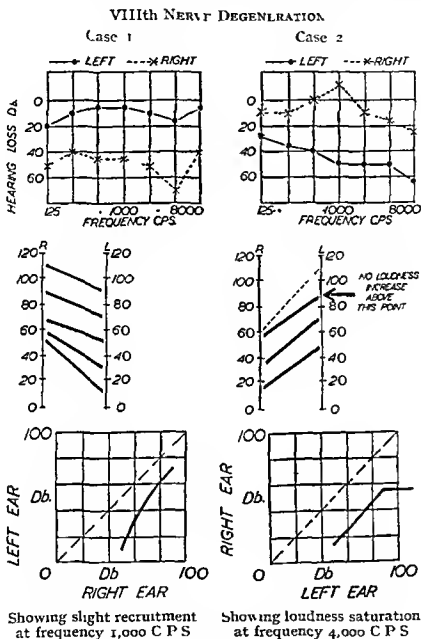 VIIIth NERVE DEGENERATION
Case 1
Case 2
LEFT RIGHT
LEFT RIGHT
HEARING LOSS Db
0
20
40
60
125 1000 8000
FREQUENCY CPS.
0
20
40
60
125 1000 8000
FREQUENCY CPS.
R L
120 120
100 100
80 80
60 60
40 40
20 20
0 0
R L
120 120
100 100
80 80
60 60
40 40
20 20
0 0
NO LOUDNESS
INCREASE
ABOVE
THIS POINT
100
Db.
LEFT EAR
0 Db 100
RIGHT EAR
100
Db.
RIGHT EAR
0 Db 100
LEFT EAR
Showing slight recruitment
at frequency 1,000 C P S
Showing loudness saturation
at frequency 4,000 C P S